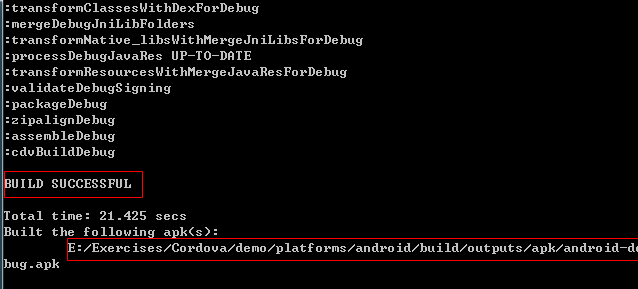 :transformClassesWithDexForDebug
:mergeDebugJniLibFolders
:transformNative_libsWithMergeJniLibsForDebug
:processDebugJavaRes UP-TO-DATE
:transformResourcesWithMergeJavaResForDebug
:validateDebugSigning
:packageDebug
:zipalignDebug
:assembleDebug
:cdvBuildDebug
BUILD SUCCESSFUL
Total time: 21.425 secs
Built the following apk(s):
E:/Exercises/Cordova/demo/platforms/android/build/outputs/apk/android-de
bug.apk